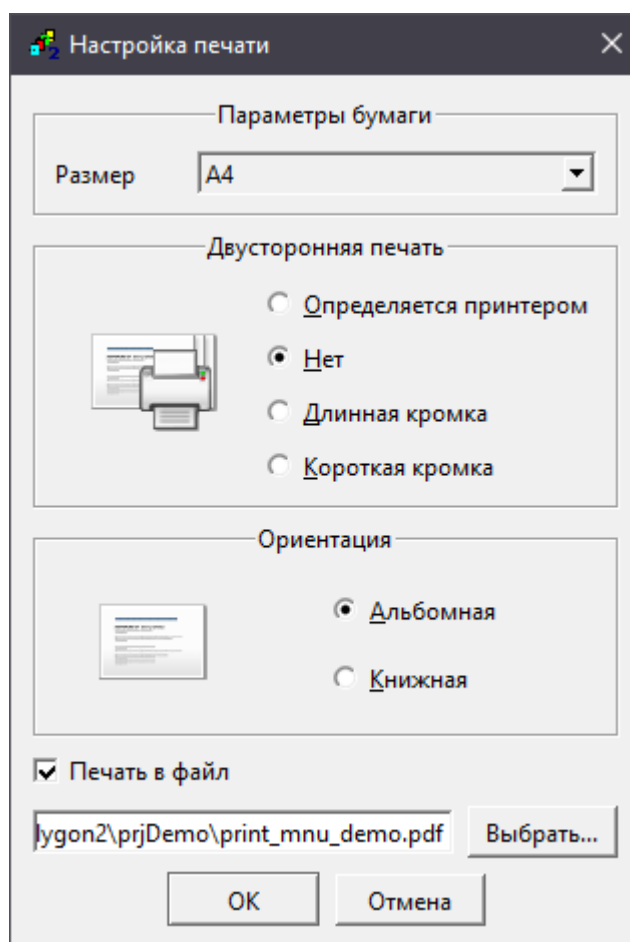 Настройка печати
Параметры бумаги
Размер A4
Двусторонняя печать
Определяется принтером
Нет
Длинная кромка
Короткая кромка
Ориентация
Альбомная
Книжная
Печать в файл
lygon2\prjDemo\print_mnu_demo.pdf Выбрать...
OK Отмена